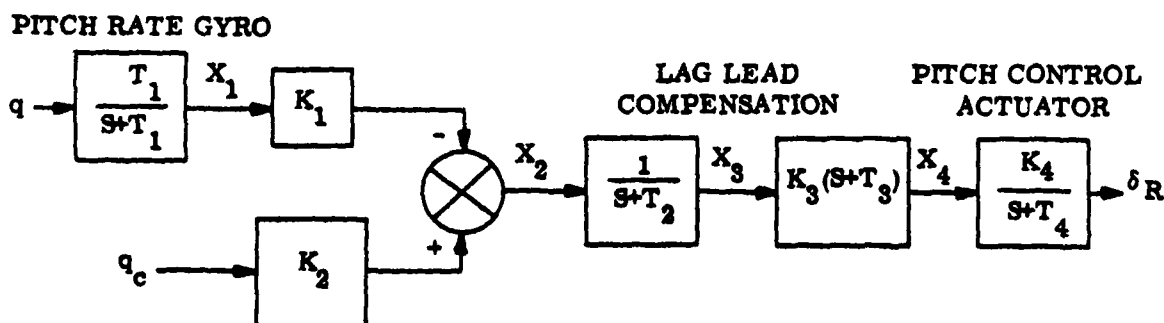 PITCH RATE GYRO
q
T1
S+T1
X1
K1
-
LAG LEAD
COMPENSATION
PITCH CONTROL
ACTUATOR
X2
1
S+T2
X3
K3(S+T3)
X4
K4
S+T4
δR
+
qc
K2